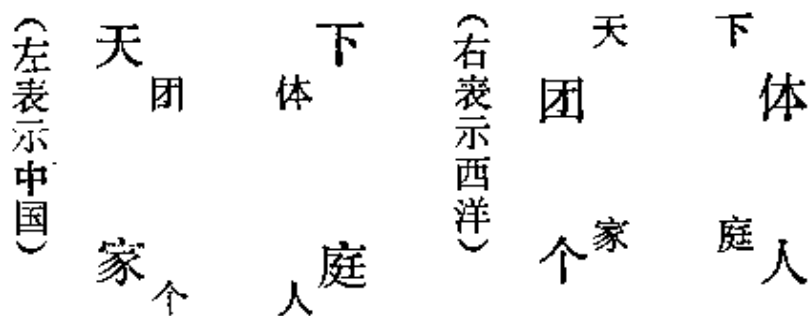 （左表示中国）
天 下
团 体
家 庭
个 人
（右表示西洋）
天 下
团 体
家 庭
个 人